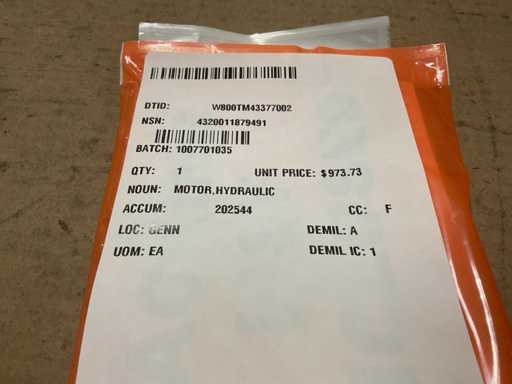 DTID: W800TM43377002
NSN: 4320011879491
BATCH: 1007701035
QTY: 1 UNIT PRICE: $973.73
NOUN: MOTOR,HYDRAULIC
ACCUM: 202544 CC: F
LOC: GENN DEMIL: A
UOM: EA DEMIL IC: 1